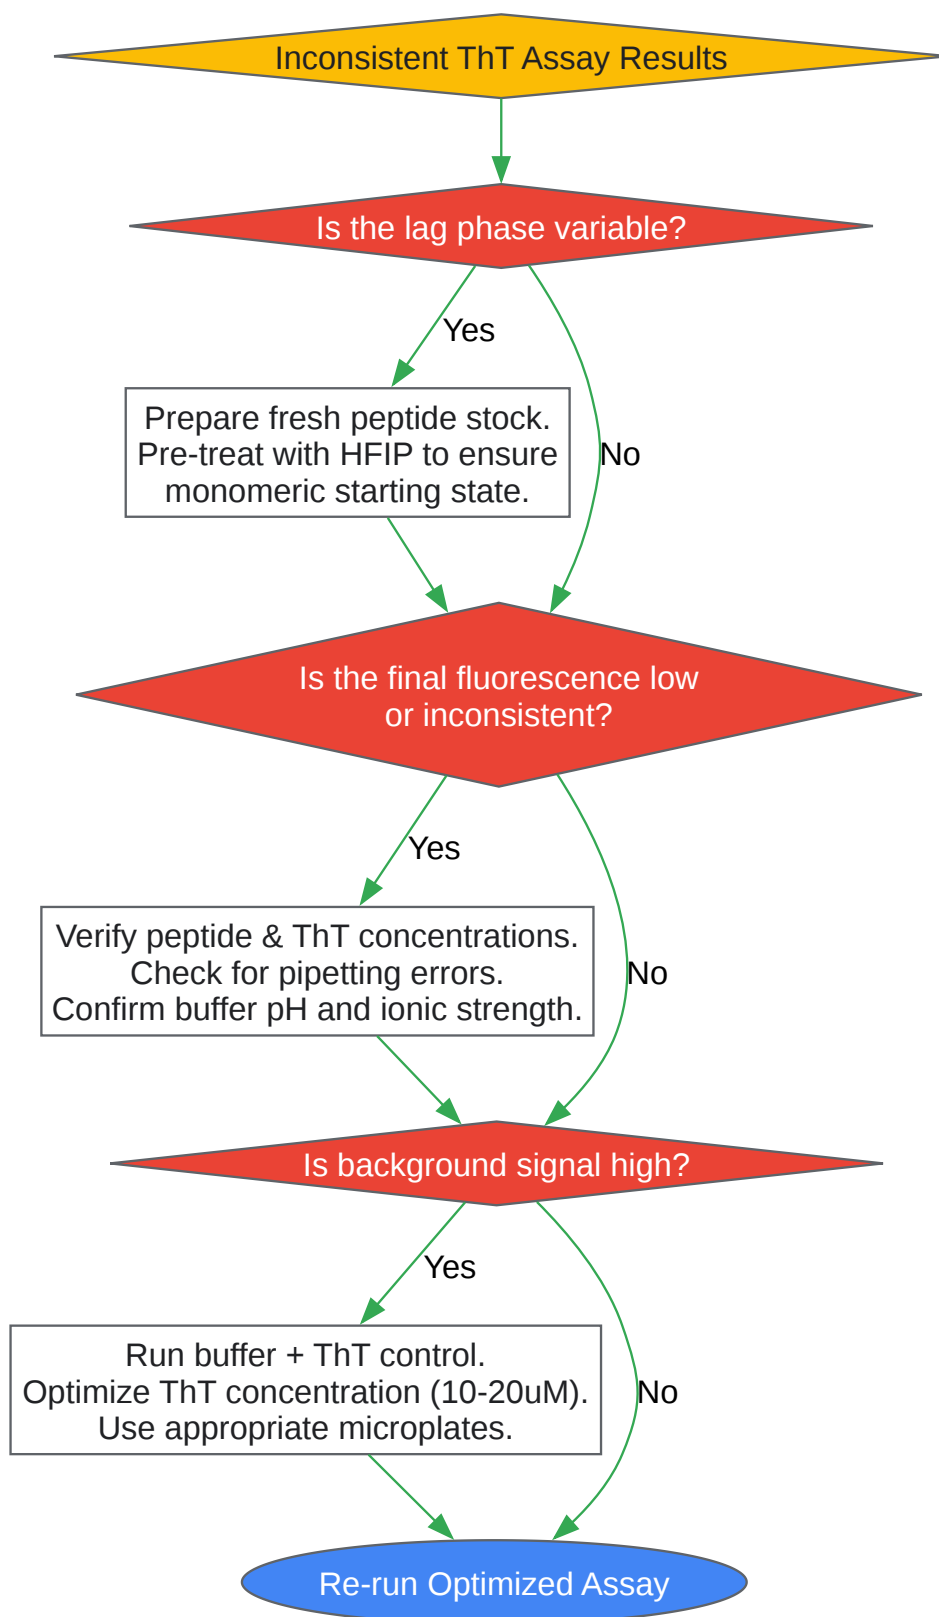 Inconsistent ThT Assay Results
Is the lag phase variable?
Yes
Prepare fresh peptide stock.
Pre-treat with HFIP to ensure
monomeric starting state.
No
Is the final fluorescence low
or inconsistent?
Yes
Verify peptide & ThT concentrations.
Check for pipetting errors.
Confirm buffer pH and ionic strength.
No
Is background signal high?
Yes
Run buffer + ThT control.
Optimize ThT concentration (10-20uM).
Use appropriate microplates.
No
Re-run Optimized Assay